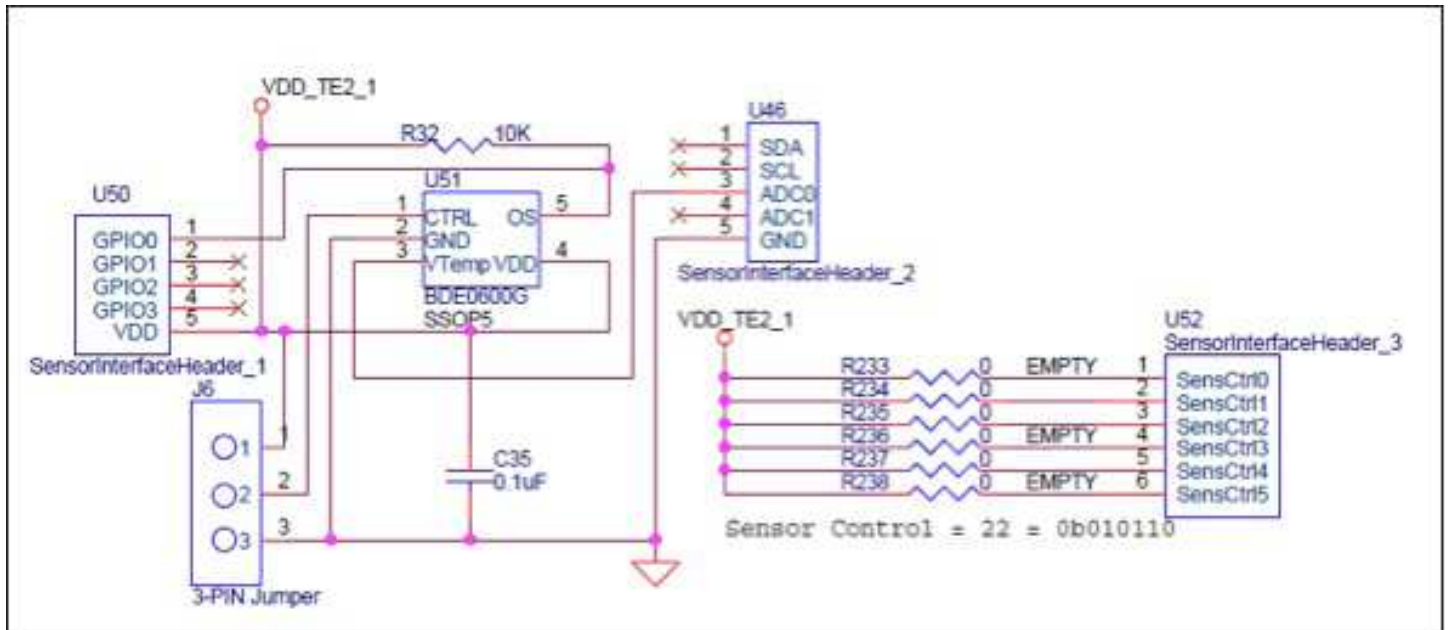 VDD_TE2_1
R32 10K
U50
GPIO0 1
GPIO1 2
GPIO2 3
GPIO3 4
VDD 5
SensorInterfaceHeader_1
U51
1 CTRL OS 5
2 GND
3 VTemp VDD 4
BDE0600G
SSOP5
U46
1 SDA
2 SCL
3 ADC0
4 ADC1
5 GND
SensorInterfaceHeader_2
J6
1 1
2 2
3 3
3-PIN Jumper
C35
0.1uF
VDD_TE2_1
U52
SensorInterfaceHeader_3
R233 0 EMPTY 1 SensCtrl0
R234 0 2 SensCtrl1
R235 0 3 SensCtrl2
R236 0 EMPTY 4 SensCtrl3
R237 0 5 SensCtrl4
R238 0 EMPTY 6 SensCtrl5
Sensor Control = 22 = 0b010110